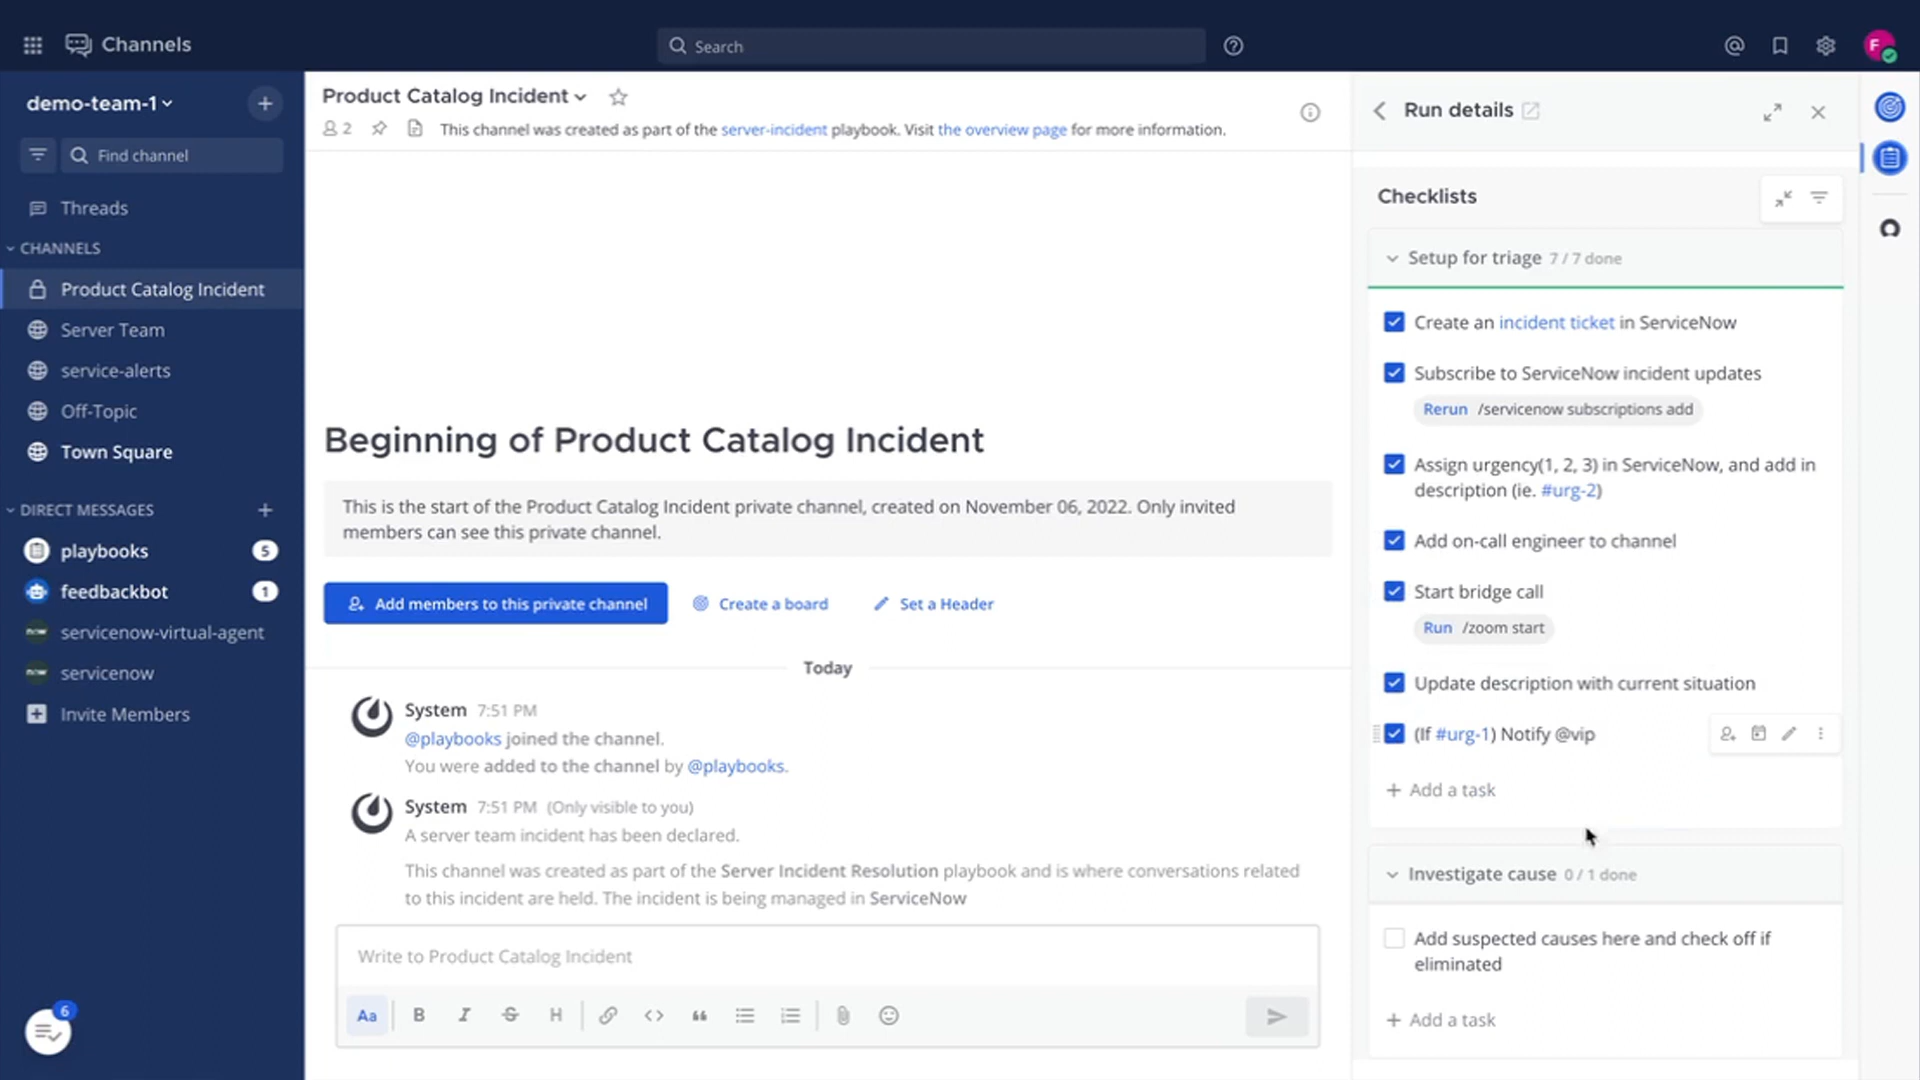 Channels
Search
F
demo-team-1
Find channel
Threads
CHANNELS
Product Catalog Incident
Server Team
service-alerts
Off-Topic
Town Square
DIRECT MESSAGES
playbooks 5
feedbackbot 1
now servicenow-virtual-agent
now servicenow
Invite Members
6
Product Catalog Incident
2 This channel was created as part of the server-incident playbook. Visit the overview page for more information.
Beginning of Product Catalog Incident
This is the start of the Product Catalog Incident private channel, created on November 06, 2022. Only invited
members can see this private channel.
Add members to this private channel Create a board Set a Header
Today
System 7:51 PM
@playbooks joined the channel.
You were added to the channel by @playbooks.
System 7:51 PM (Only visible to you)
A server team incident has been declared.
This channel was created as part of the Server Incident Resolution playbook and is where conversations related
to this incident are held. The incident is being managed in ServiceNow
Write to Product Catalog Incident
Aa B I S H
Run details
Checklists
Setup for triage 7 / 7 done
Create an incident ticket in ServiceNow
Subscribe to ServiceNow incident updates
Rerun /servicenow subscriptions add
Assign urgency(1, 2, 3) in ServiceNow, and add in
description (ie. #urg-2)
Add on-call engineer to channel
Start bridge call
Run /zoom start
Update description with current situation
(If #urg-1) Notify @vip
+ Add a task
Investigate cause 0 / 1 done
Add suspected causes here and check off if
eliminated
+ Add a task